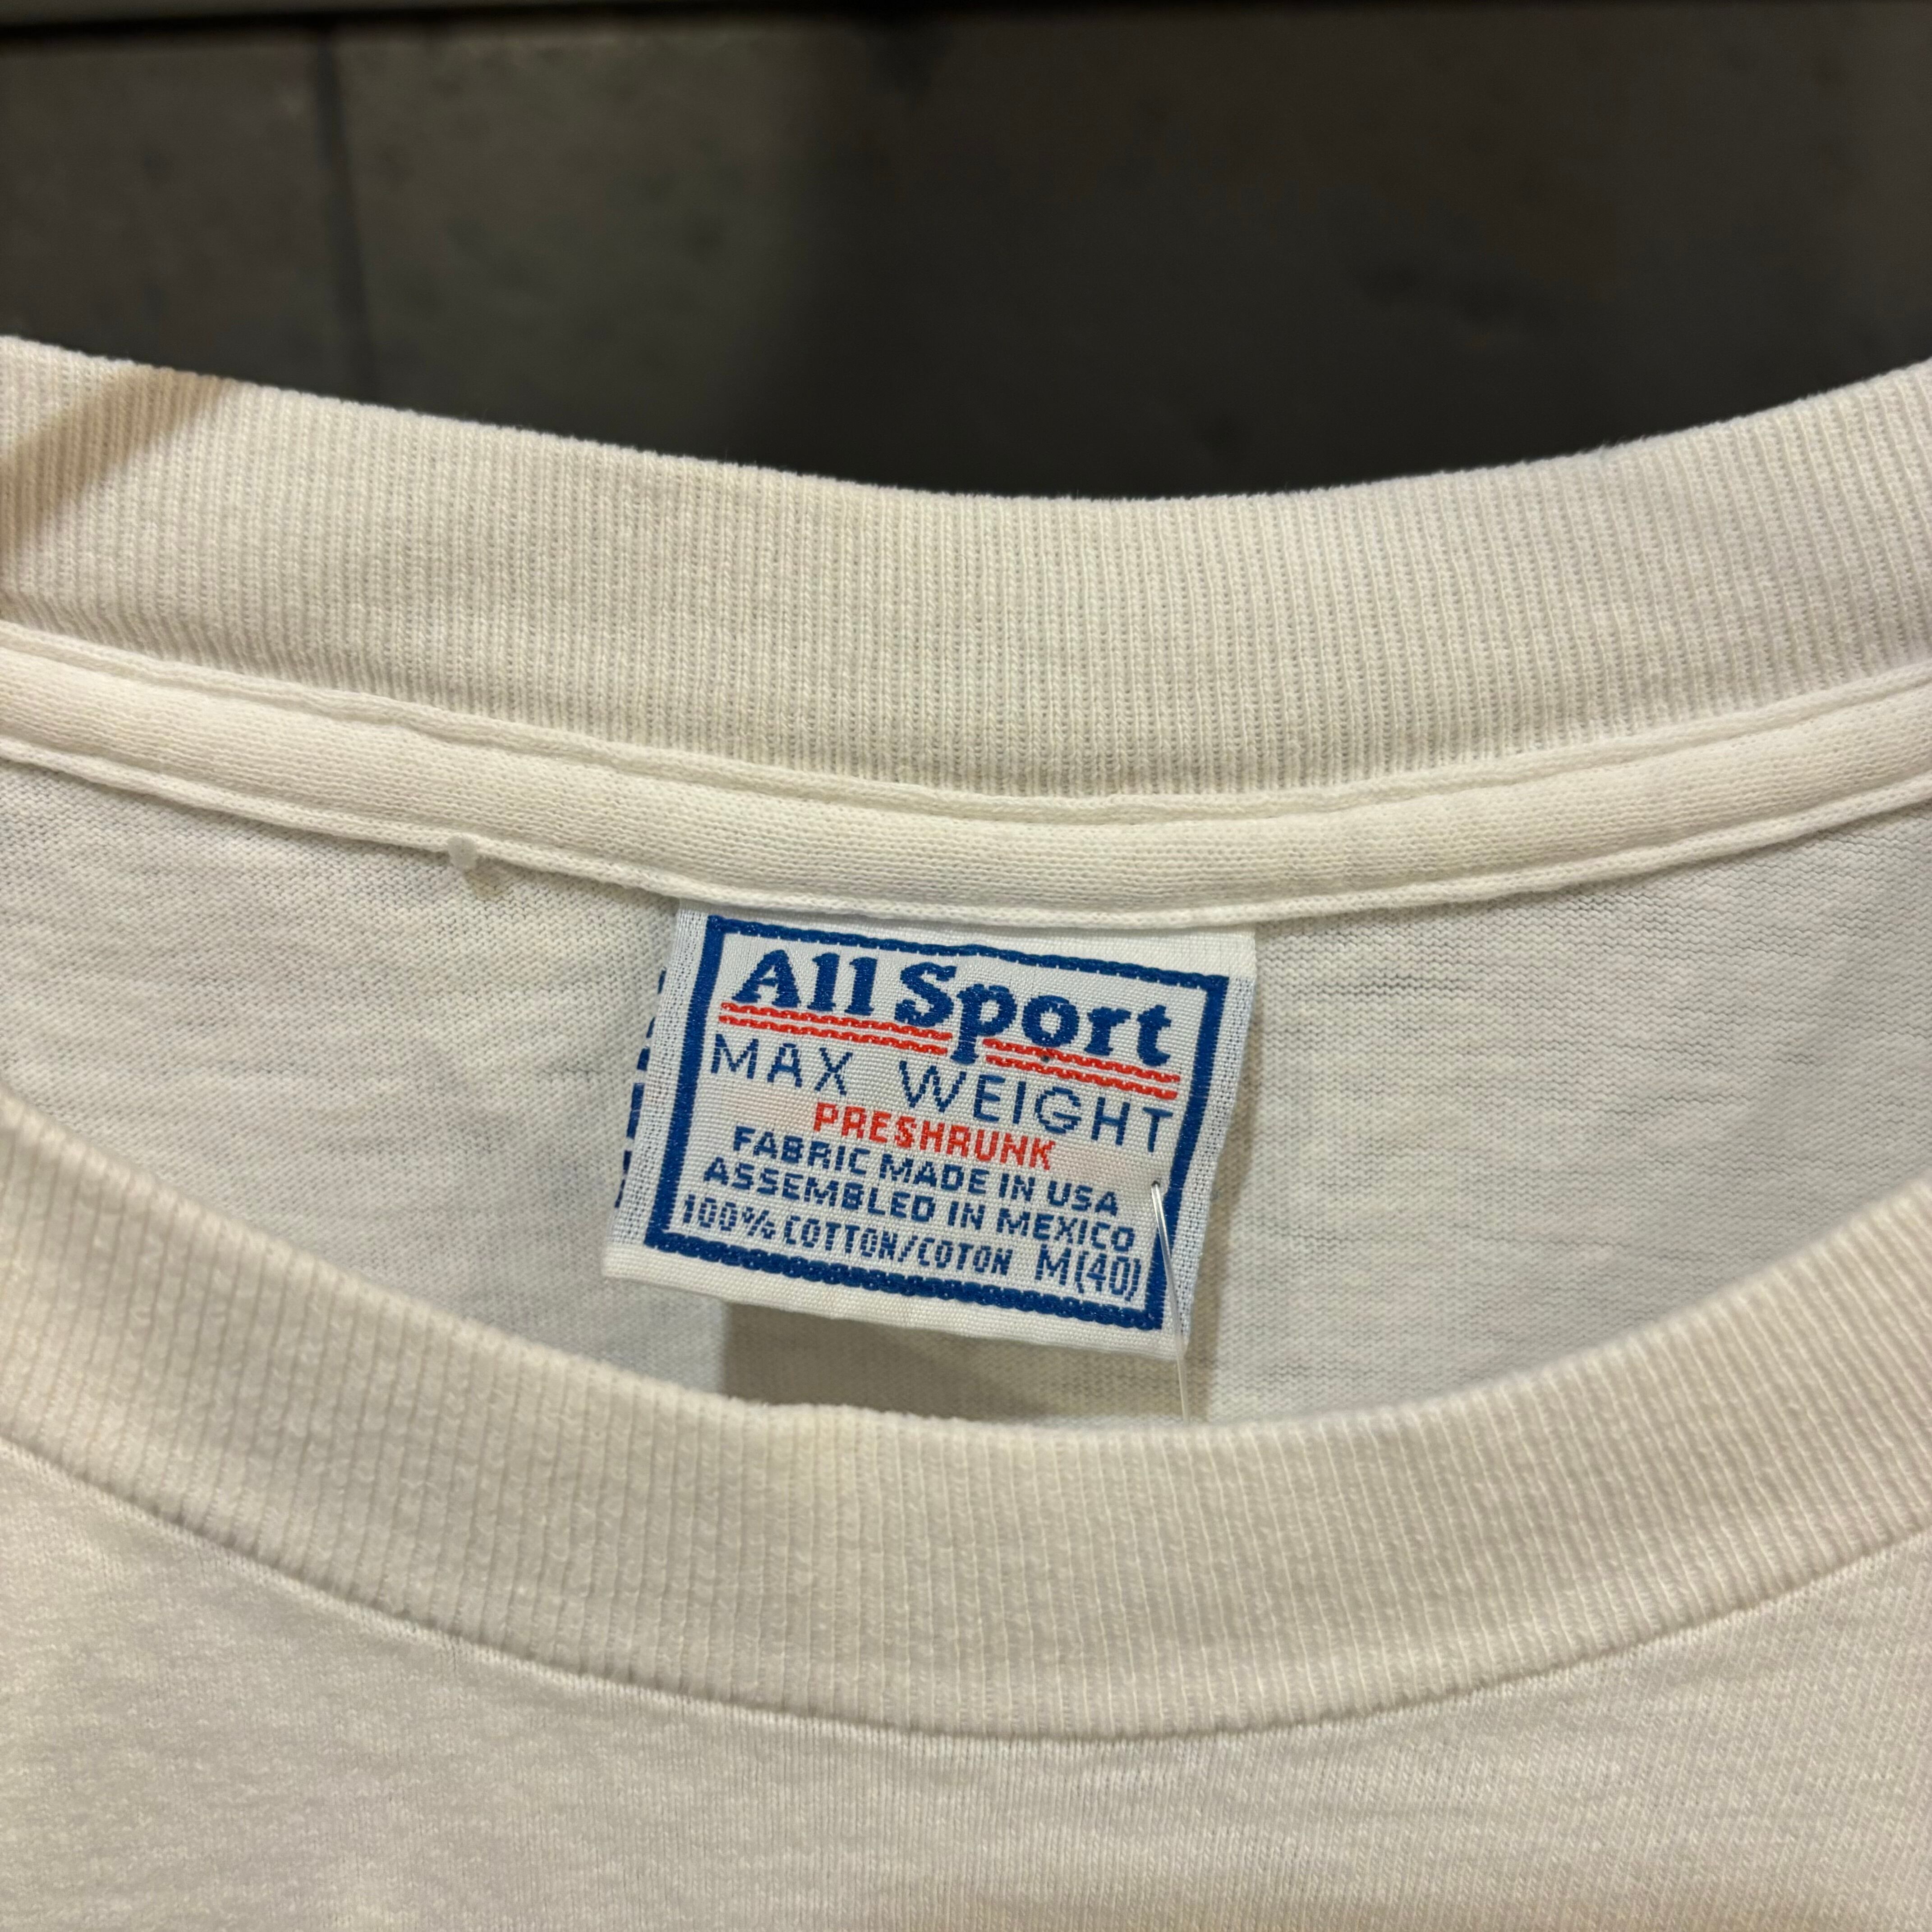 All Sport
MAX WEIGHT
PRESHRUNK
FABRIC MADE IN USA
ASSEMBLED IN MEXICO
100% COTTON/COTON M(40)